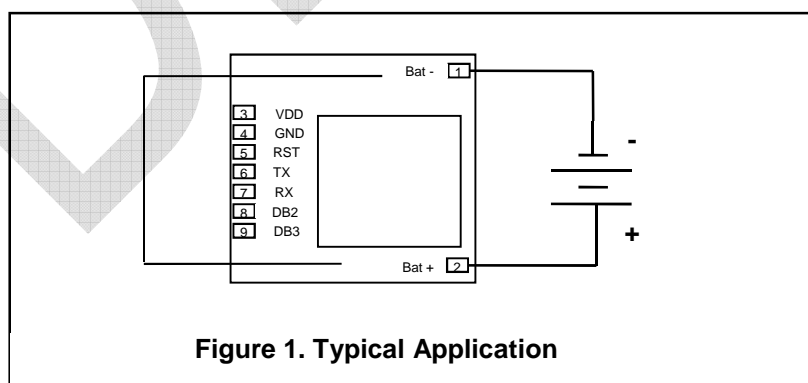 Bat - 1
-
3 VDD
4 GND
5 RST
6 TX
7 RX
8 DB2
9 DB3
+
Bat + 2
Figure 1. Typical Application